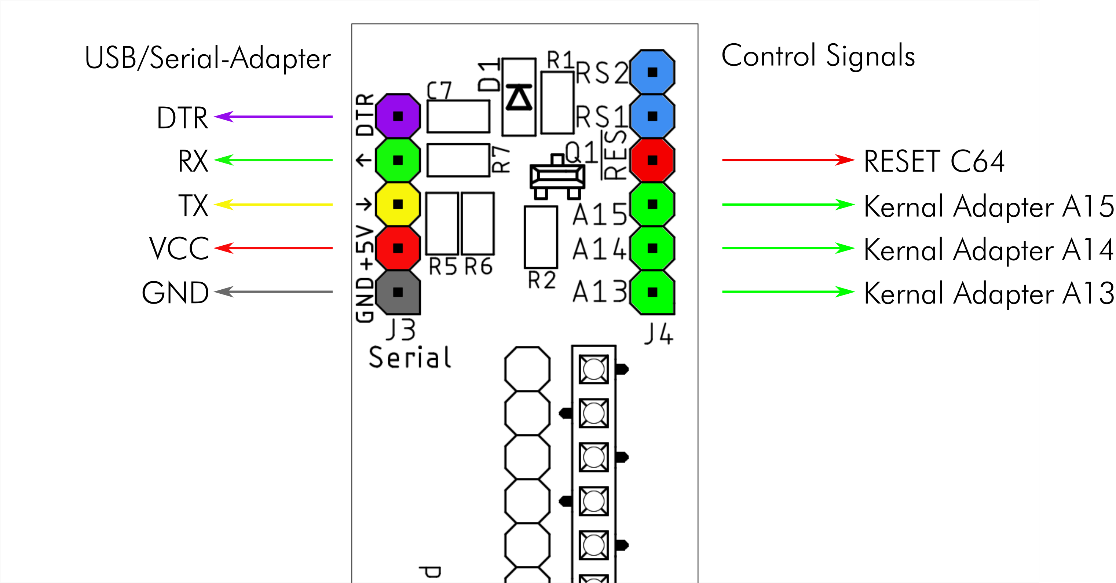 USB/Serial-Adapter
DTR
RX
TX
VCC
GND
DTR
↑
↓
+5V
GND
J3
Serial
C7
D1
R1
R7
R5
R6
Q1
R2
RS2
RS1
RES
A15
A14
A13
J4
Control Signals
RESET C64
Kernal Adapter A15
Kernal Adapter A14
Kernal Adapter A13